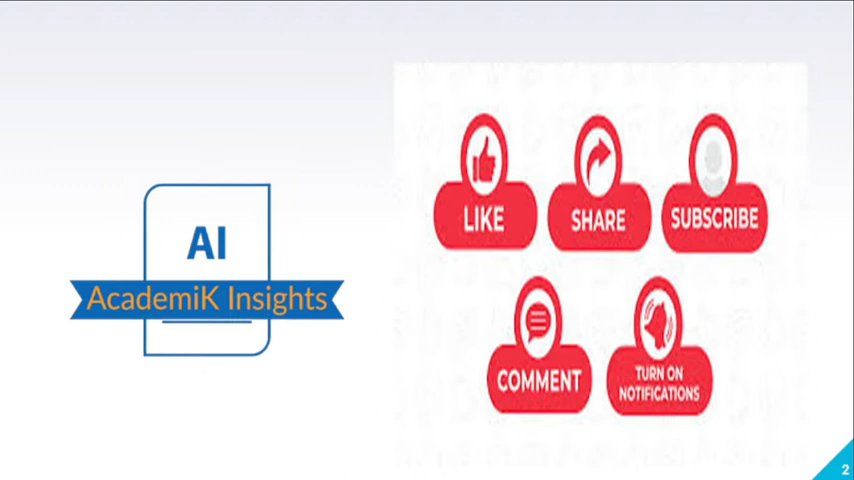 AI
AcademiK Insights
LIKE
SHARE
SUBSCRIBE
COMMENT
TURN ON
NOTIFICATIONS
2